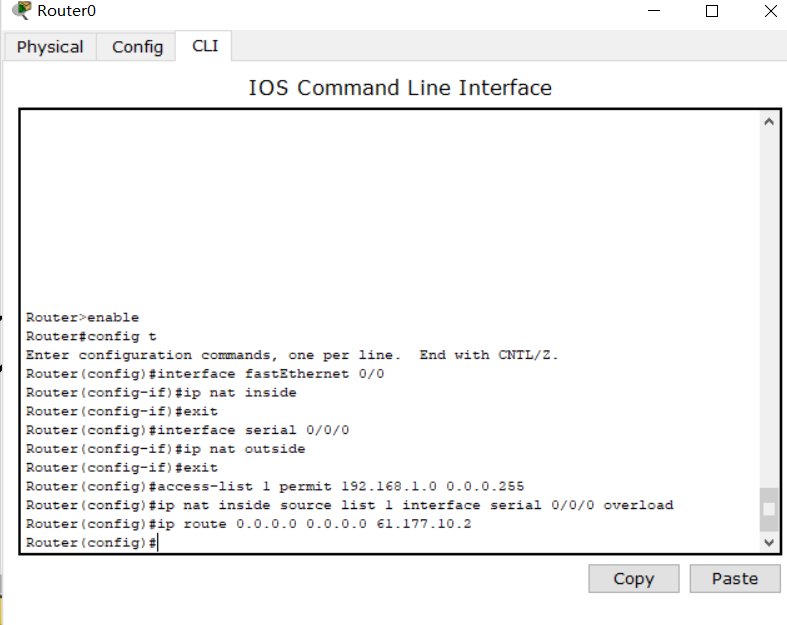 Router0
Physical Config CLI
IOS Command Line Interface
Router>enable
Router#config t
Enter configuration commands, one per line.  End with CNTL/Z.
Router(config)#interface fastEthernet 0/0
Router(config-if)#ip nat inside
Router(config-if)#exit
Router(config)#interface serial 0/0/0
Router(config-if)#ip nat outside
Router(config-if)#exit
Router(config)#access-list 1 permit 192.168.1.0 0.0.0.255
Router(config)#ip nat inside source list 1 interface serial 0/0/0 overload
Router(config)#ip route 0.0.0.0 0.0.0.0 61.177.10.2
Router(config)#
Copy Paste